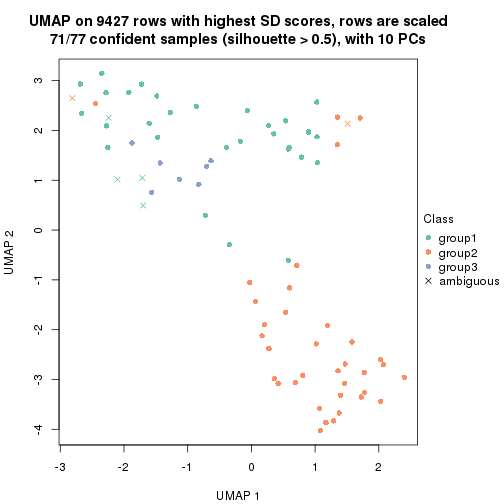 UMAP on 9427 rows with highest SD scores, rows are scaled
71/77 confident samples (silhouette > 0.5), with 10 PCs
3
2
1
0
-1
-2
-3
-4
UMAP 2
-3
-2
-1
0
1
2
UMAP 1
Class
group1
group2
group3
ambiguous